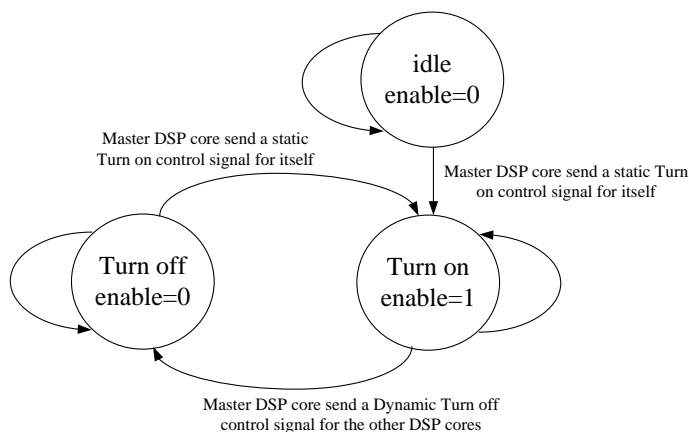 idle
enable=0
Master DSP core send a static
Turn on control signal for itself
Master DSP core send a static Turn
on control signal for itself
Turn off
enable=0
Turn on
enable=1
Master DSP core send a Dynamic Turn off
control signal for the other DSP cores